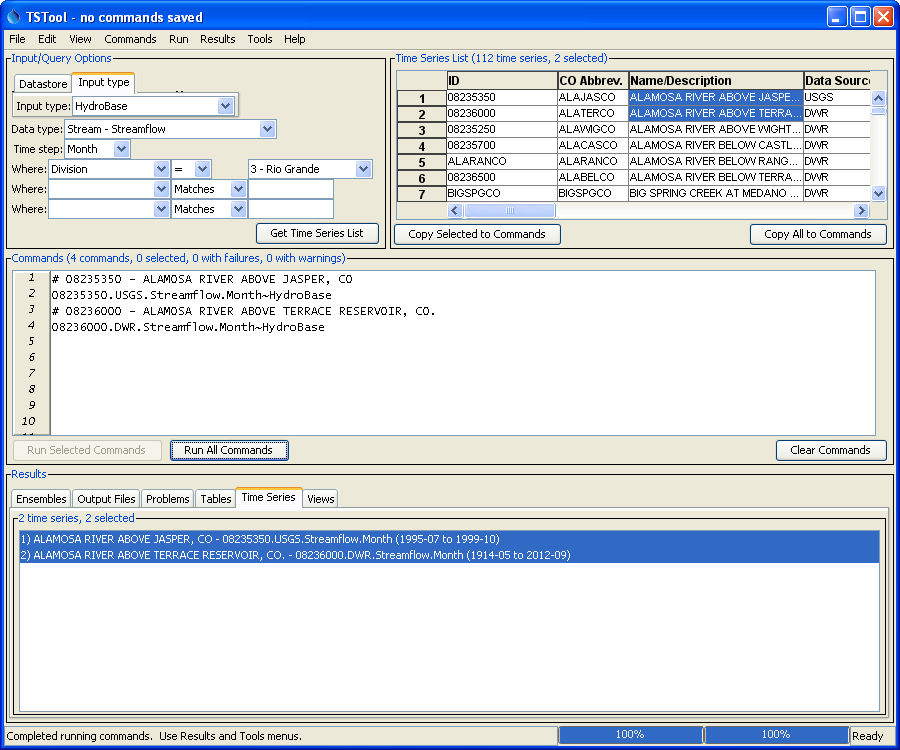 TSTool - no commands saved
File Edit View Commands Run Results Tools Help
Input/Query Options
Datastore Input type
Input type: HydroBase
Data type: Stream - Streamflow
Time step: Month
Where: Division = 3 - Rio Grande
Where: Matches
Where: Matches
Get Time Series List
Time Series List (112 time series, 2 selected)
ID CO Abbrev. Name/Description Data Sourc
1 08235350 ALAJASCO ALAMOSA RIVER ABOVE JASPE... USGS
2 08236000 ALATERCO ALAMOSA RIVER ABOVE TERRA... DWR
3 08235250 ALAWIGCO ALAMOSA RIVER ABOVE WIGHT... DWR
4 08235700 ALACASCO ALAMOSA RIVER BELOW CASTL... DWR
5 ALARANCO ALARANCO ALAMOSA RIVER BELOW RANG... DWR
6 08236500 ALABELCO ALAMOSA RIVER BELOW TERRA... DWR
7 BIGSPGCO BIGSPGCO BIG SPRING CREEK AT MEDANO ... DWR
Copy Selected to Commands Copy All to Commands
Commands (4 commands, 0 selected, 0 with failures, 0 with warnings)
1 # 08235350 - ALAMOSA RIVER ABOVE JASPER, CO
2 08235350.USGS.Streamflow.Month~HydroBase
3 # 08236000 - ALAMOSA RIVER ABOVE TERRACE RESERVOIR, CO.
4 08236000.DWR.Streamflow.Month~HydroBase
5
6
7
8
9
10
Run Selected Commands Run All Commands Clear Commands
Results
Ensembles Output Files Problems Tables Time Series Views
2 time series, 2 selected
1) ALAMOSA RIVER ABOVE JASPER, CO - 08235350.USGS.Streamflow.Month (1995-07 to 1999-10)
2) ALAMOSA RIVER ABOVE TERRACE RESERVOIR, CO. - 08236000.DWR.Streamflow.Month (1914-05 to 2012-09)
Completed running commands. Use Results and Tools menus. 100% 100% Ready